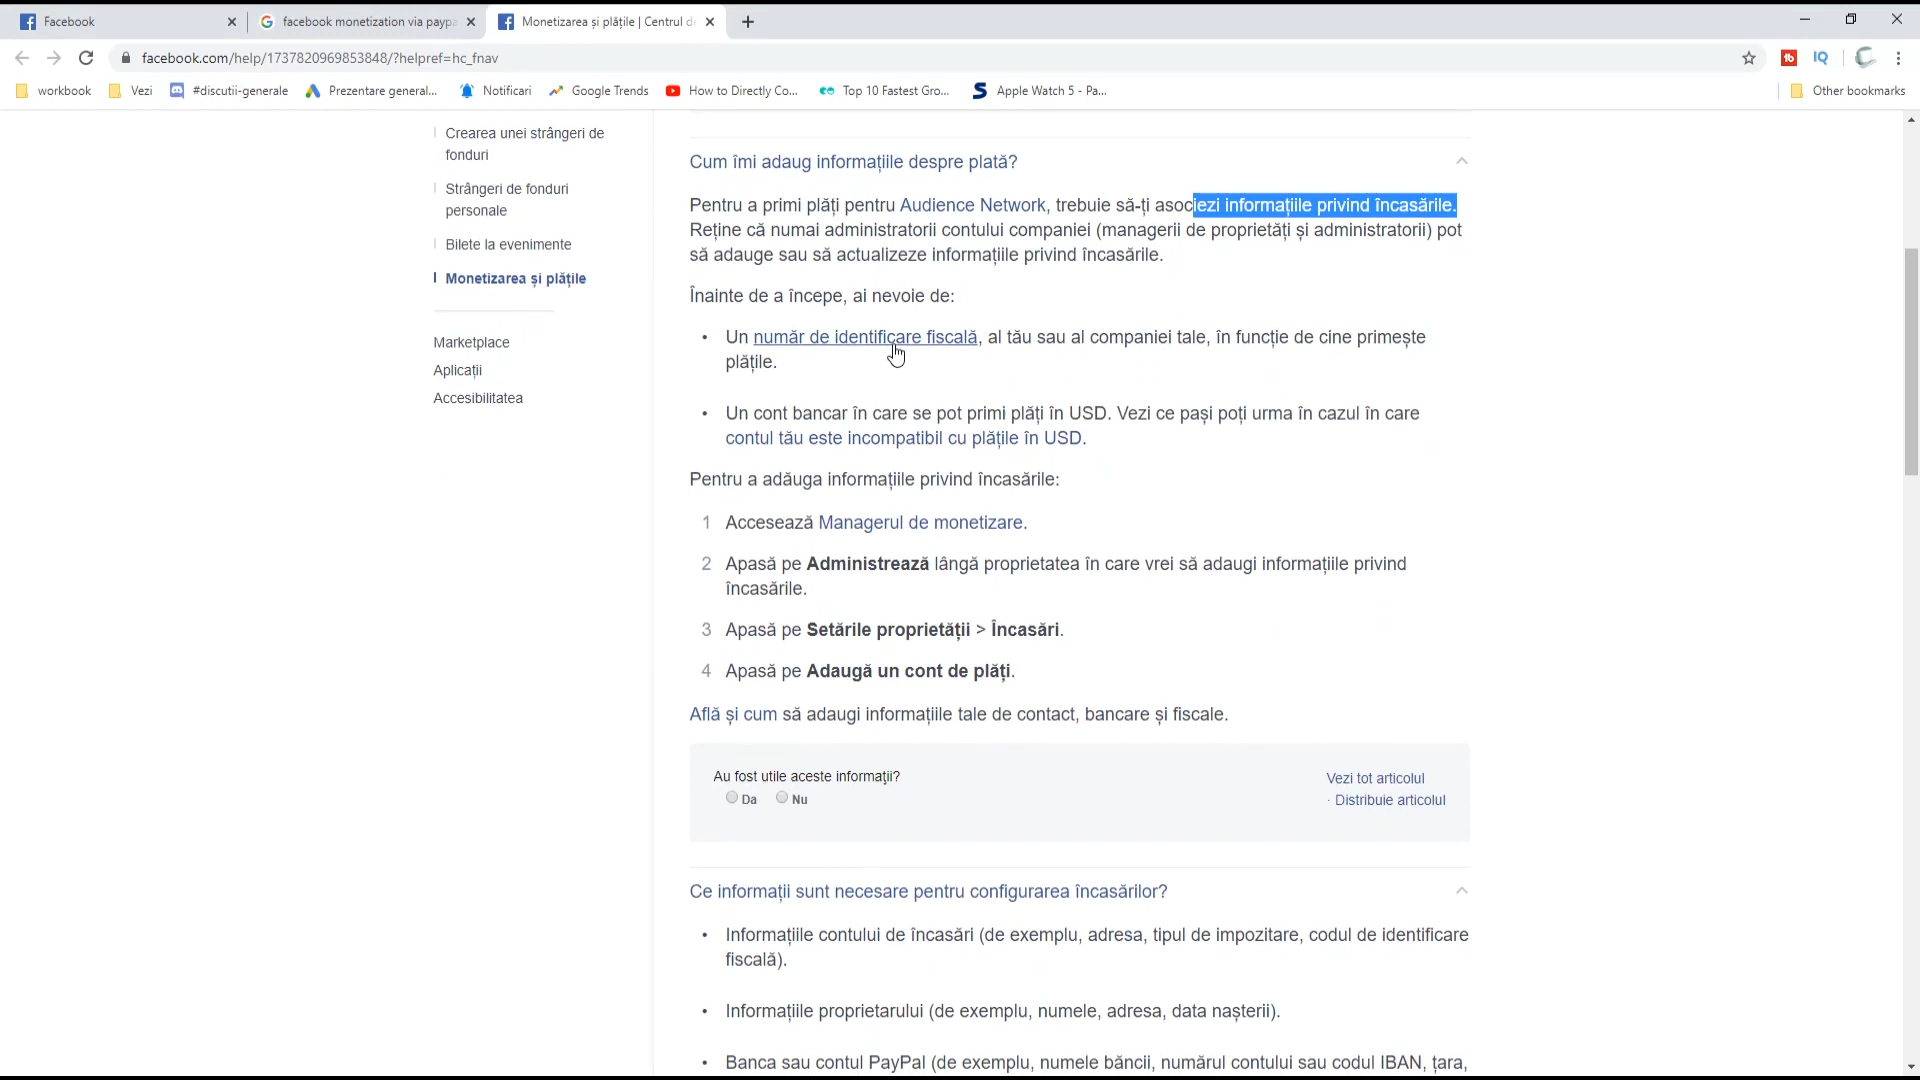 Facebook
facebook monetization via payp
Monetizarea și plățile | Centrul d
facebook.com/help/1737820969853848/?helpref=hc_fnav
workbook
Vezi
#discutii-generale
Prezentare general...
Notificari
Google Trends
How to Directly Co...
Top 10 Fastest Gro...
Apple Watch 5 - Pa...
Other bookmarks
Crearea unei strângeri de
fonduri
Strângeri de fonduri
personale
Bilete la evenimente
Monetizarea și plățile
Marketplace
Aplicații
Accesibilitatea
Cum îmi adaug informațiile despre plată?
Pentru a primi plăți pentru Audience Network, trebuie să-ți asociezi informațiile privind încasările.
Reține că numai administratorii contului companiei (managerii de proprietăți și administratorii) pot
să adauge sau să actualizeze informațiile privind încasările.
Înainte de a începe, ai nevoie de:
• Un număr de identificare fiscală, al tău sau al companiei tale, în funcție de cine primește
plățile.
• Un cont bancar în care se pot primi plăți în USD. Vezi ce pași poți urma în cazul în care
contul tău este incompatibil cu plățile în USD.
Pentru a adăuga informațiile privind încasările:
1 Accesează Managerul de monetizare.
2 Apasă pe Administrează lângă proprietatea în care vrei să adaugi informațiile privind
încasările.
3 Apasă pe Setările proprietății > Încasări.
4 Apasă pe Adaugă un cont de plăți.
Află și cum să adaugi informațiile tale de contact, bancare și fiscale.
Au fost utile aceste informații?
Da
Nu
Vezi tot articolul
· Distribuie articolul
Ce informații sunt necesare pentru configurarea încasărilor?
• Informațiile contului de încasări (de exemplu, adresa, tipul de impozitare, codul de identificare
fiscală).
• Informațiile proprietarului (de exemplu, numele, adresa, data nașterii).
• Banca sau contul PayPal (de exemplu, numele băncii, numărul contului sau codul IBAN, țara,